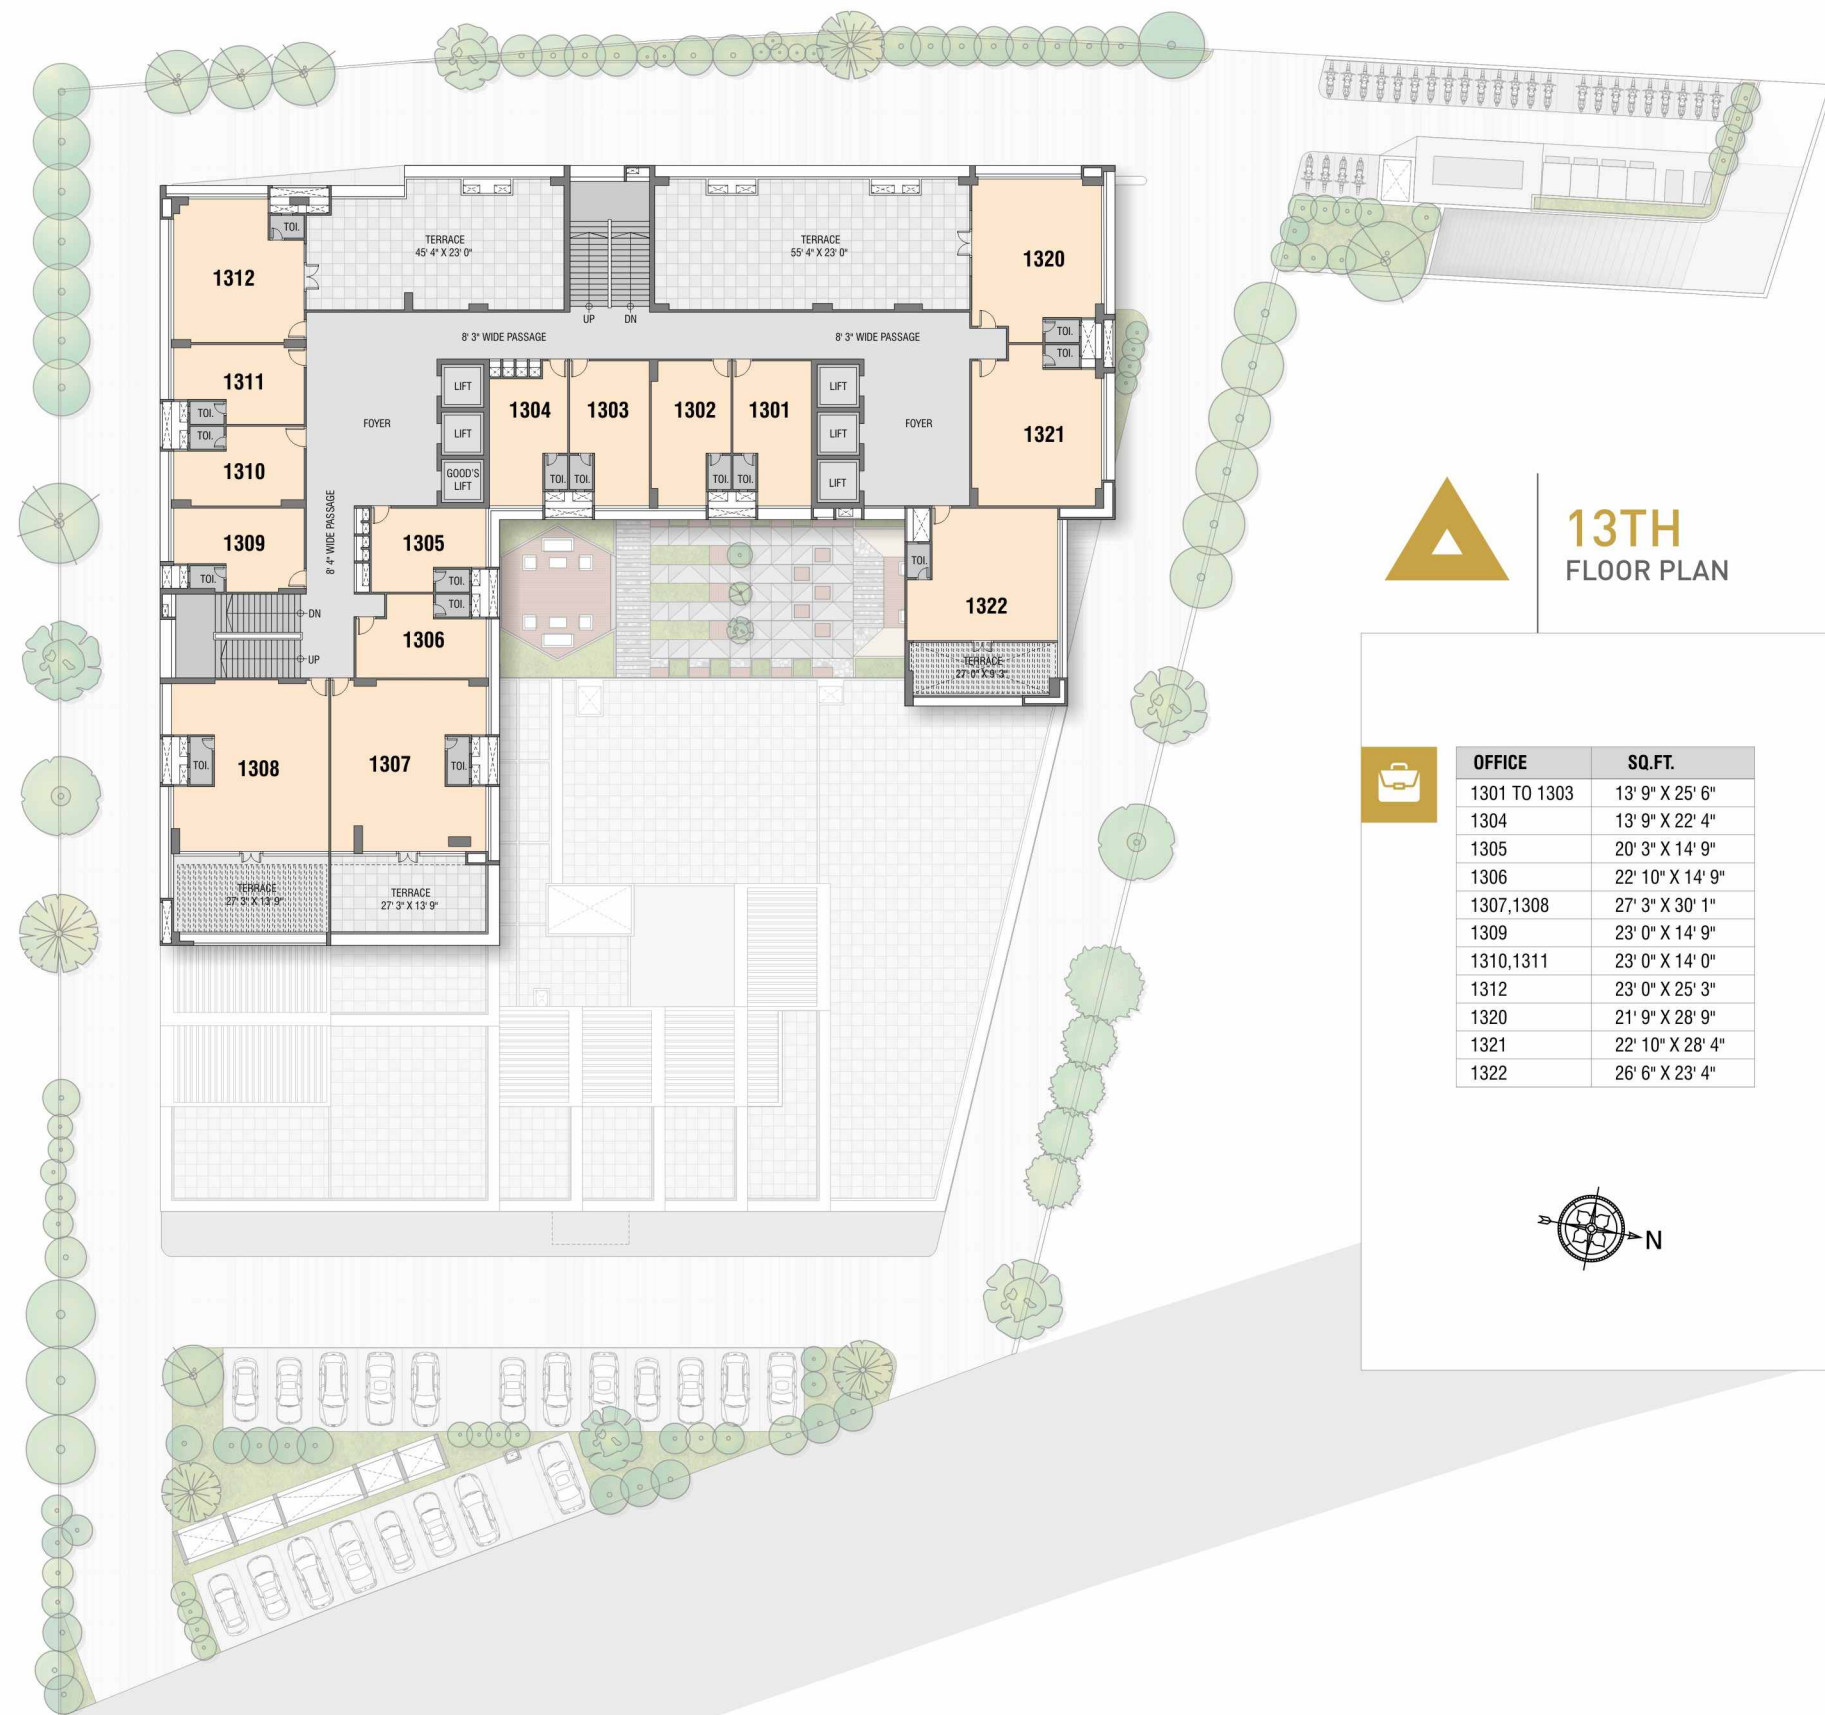 TOI.
1312
TERRACE
45' 4" X 23' 0"
TERRACE
55' 4" X 23' 0"
1320
UP
DN
8' 3" WIDE PASSAGE
8' 3" WIDE PASSAGE
TOI.
TOI.
1311
TOI.
TOI.
1310
FOYER
LIFT
LIFT
GOOD'S
LIFT
1304
1303
1302
1301
TOI.
TOI.
TOI.
TOI.
LIFT
LIFT
LIFT
FOYER
1321
8' 4" WIDE PASSAGE
1309
TOI.
1305
TOI.
TOI.
1306
DN
UP
TOI.
1322
TERRACE
27' 0" X 9' 3"
TOI.
1308
1307
TOI.
TERRACE
27' 3" X 13' 9"
TERRACE
27' 3" X 13' 9"
13TH
FLOOR PLAN
OFFICE SQ.FT.
1301 TO 1303 13' 9" X 25' 6"
1304 13' 9" X 22' 4"
1305 20' 3" X 14' 9"
1306 22' 10" X 14' 9"
1307,1308 27' 3" X 30' 1"
1309 23' 0" X 14' 9"
1310,1311 23' 0" X 14' 0"
1312 23' 0" X 25' 3"
1320 21' 9" X 28' 9"
1321 22' 10" X 28' 4"
1322 26' 6" X 23' 4"
N